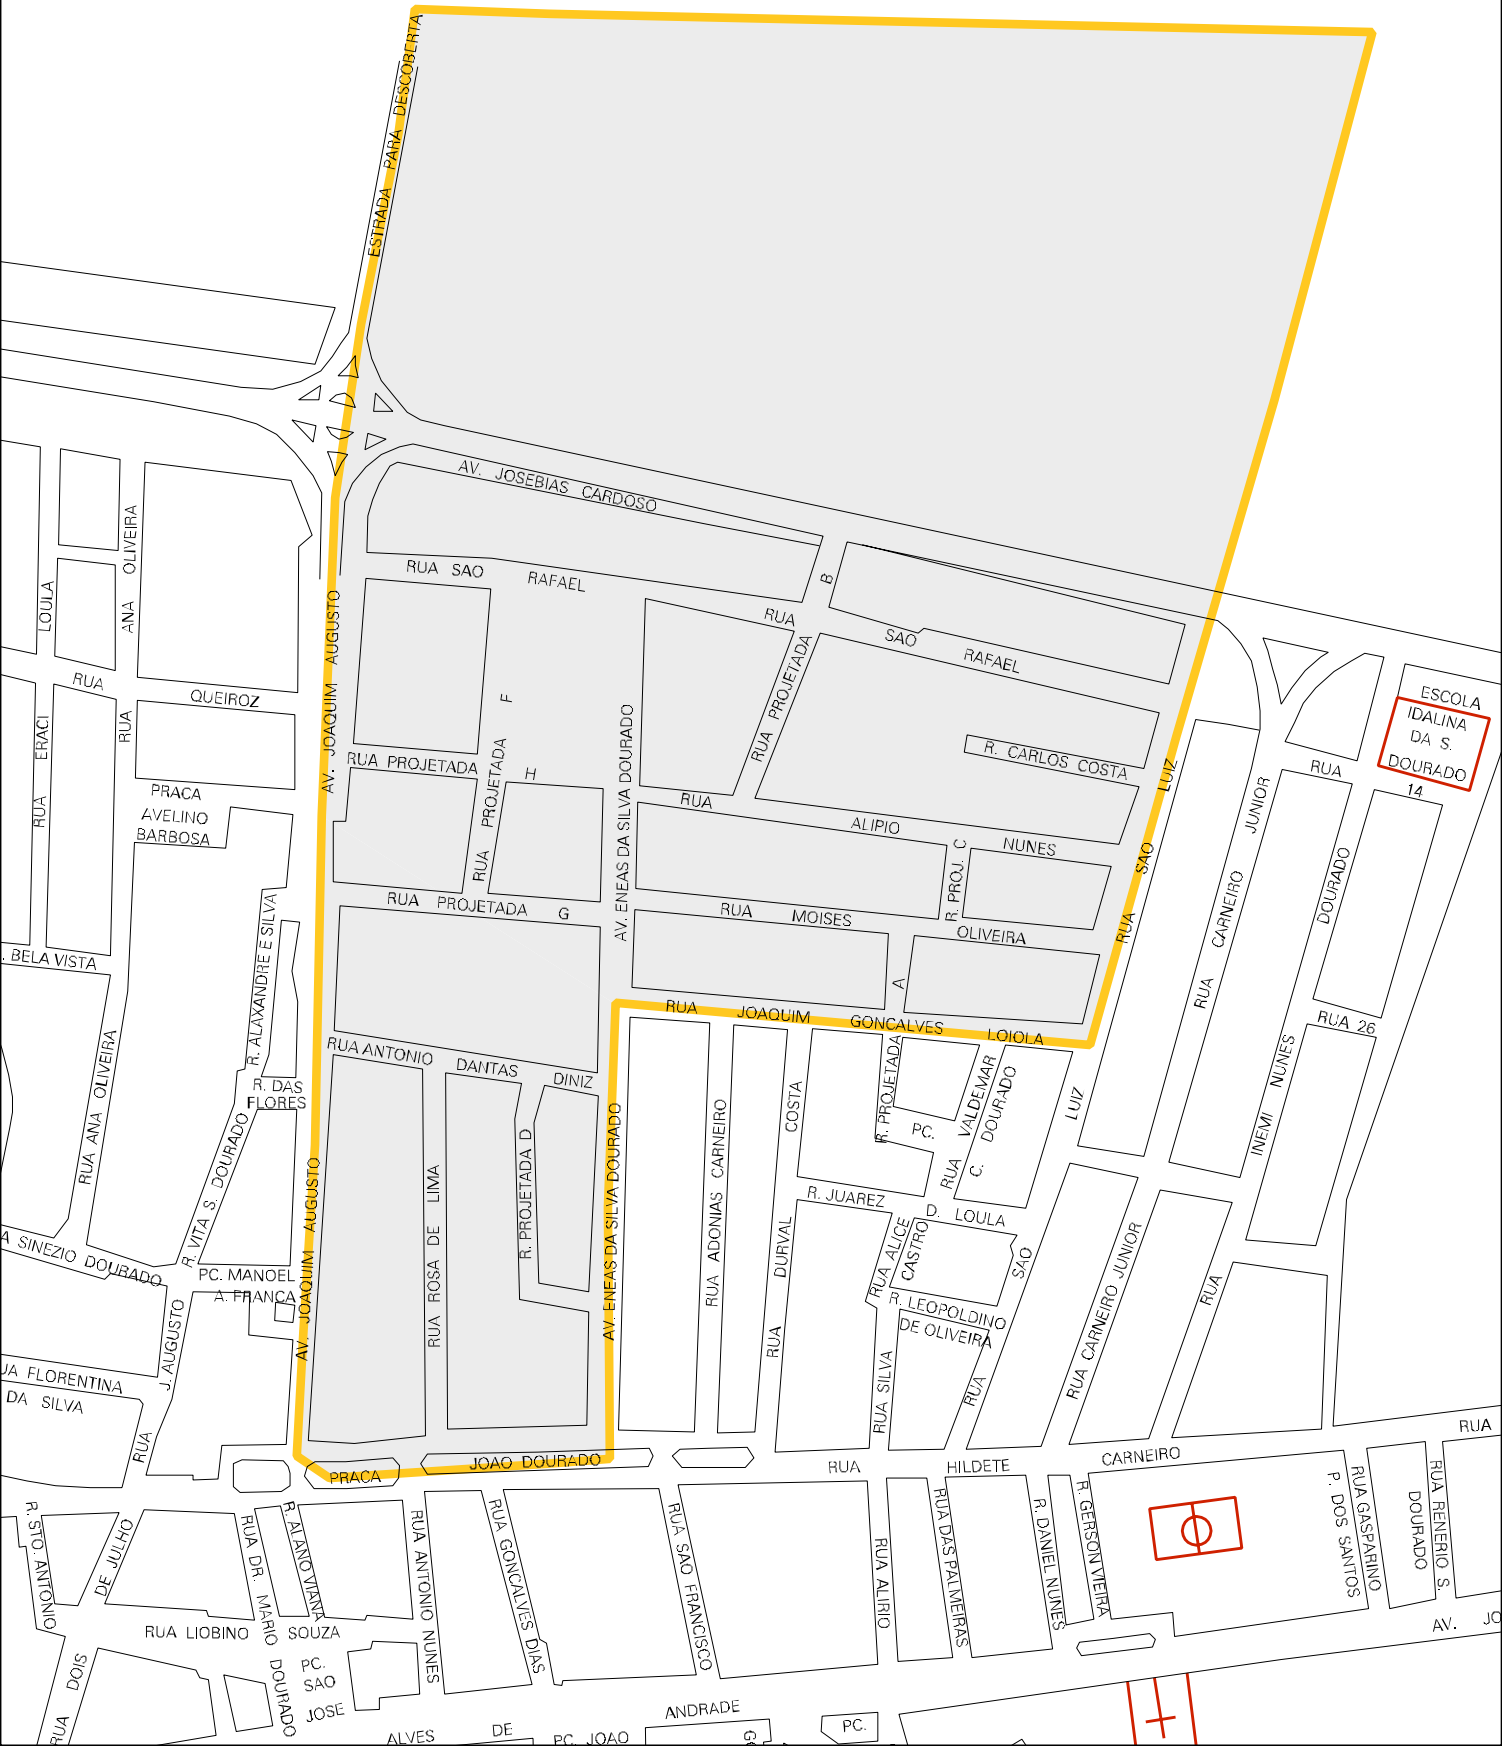 ESTRADA PARA DESCOBERTA
AV. JOSEBIAS CARDOSO
RUA SAO RAFAEL
B
RUA SAO RAFAEL
LOULA
ANA OLIVEIRA
RUA QUEIROZ
RUA
RUA ERACI
AV. JOAQUIM AUGUSTO
RUA PROJETADA
F
RUA PROJETADA
H
RUA PROJETADA
AV. ENEAS DA SILVA DOURADO
R. CARLOS COSTA
RUA SAO LUIZ
ESCOLA
IDALINA
DA S.
DOURADO
RUA 14
PRACA
AVELINO
BARBOSA
RUA ALIPIO NUNES
R. PROJ. C
RUA CARNEIRO JUNIOR
DOURADO
RUA PROJETADA G
RUA MOISES OLIVEIRA
. BELA VISTA
R. ALAXANDRE E SILVA
A
RUA JOAQUIM GONCALVES LOIOLA
RUA 26
INEMI NUNES
RUA ANA OLIVEIRA
RUA ANTONIO DANTAS DINIZ
R. DAS
FLORES
R. VITA S. DOURADO
R. PROJETADA D
RUA ROSA DE LIMA
AV. JOAQUIM AUGUSTO
AV. ENEAS DA SILVA DOURADO
RUA ADONIAS CARNEIRO
RUA DURVAL COSTA
R. PROJETADA
PC.
RUA VALDEMAR
C. DOURADO
R. JUAREZ D. LOULA
RUA ALICE
CASTRO
R. LEOPOLDINO
DE OLIVEIRA
RUA SILVA
RUA SAO LUIZ
RUA CARNEIRO JUNIOR
RUA
A SINEZIO DOURADO
PC. MANOEL
A. FRANCA
RUA J. AUGUSTO
UA FLORENTINA
DA SILVA
PRACA JOAO DOURADO
RUA HILDETE CARNEIRO
RUA
R. STO. ANTONIO
DE JULHO
RUA DR. MARIO DOURADO
R. ALANO VIANA
RUA ANTONIO NUNES
RUA GONCALVES DIAS
RUA SAO FRANCISCO
RUA ALIRIO
RUA DAS PALMEIRAS
R. DANIEL NUNES
R. GERSON VIEIRA
P. DOS SANTOS
RUA GASPARINO
DOURADO
RUA RENERIO S.
RUA LIOBINO SOUZA
RUA DOIS
PC.
SAO
JOSE
AV. JO
ANDRADE
ALVES DE
PC. JOAO
PC.